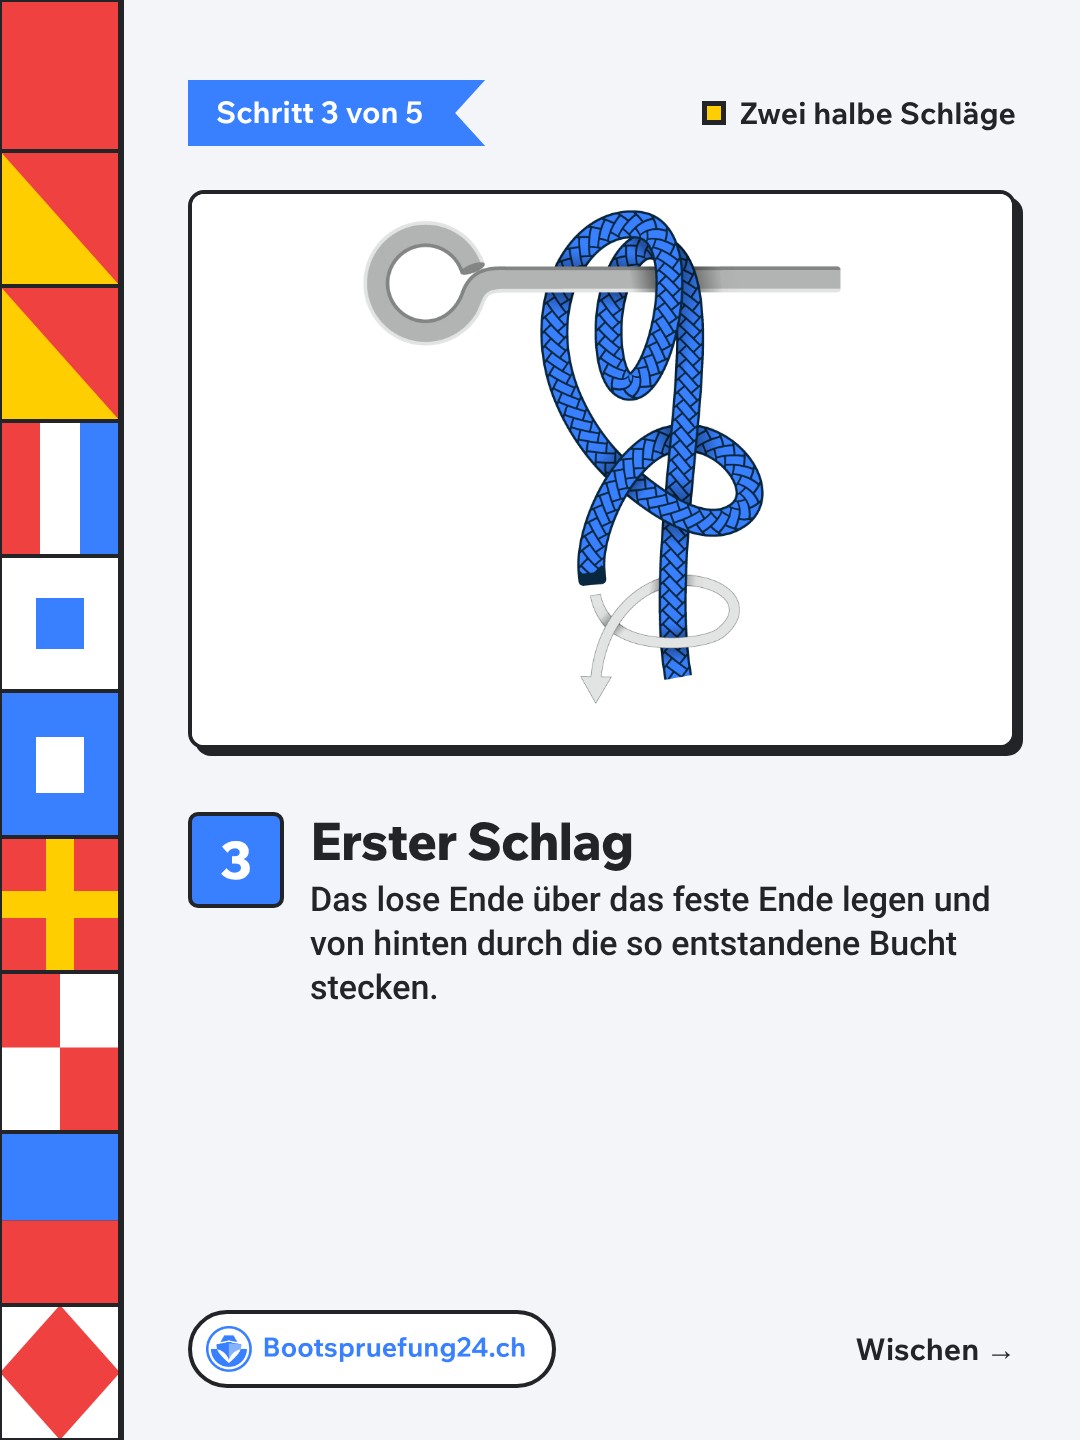 Schritt 3 von 5
Zwei halbe Schläge
3
Erster Schlag
Das lose Ende über das feste Ende legen und
von hinten durch die so entstandene Bucht
stecken.
Bootspruefung24.ch
Wischen →